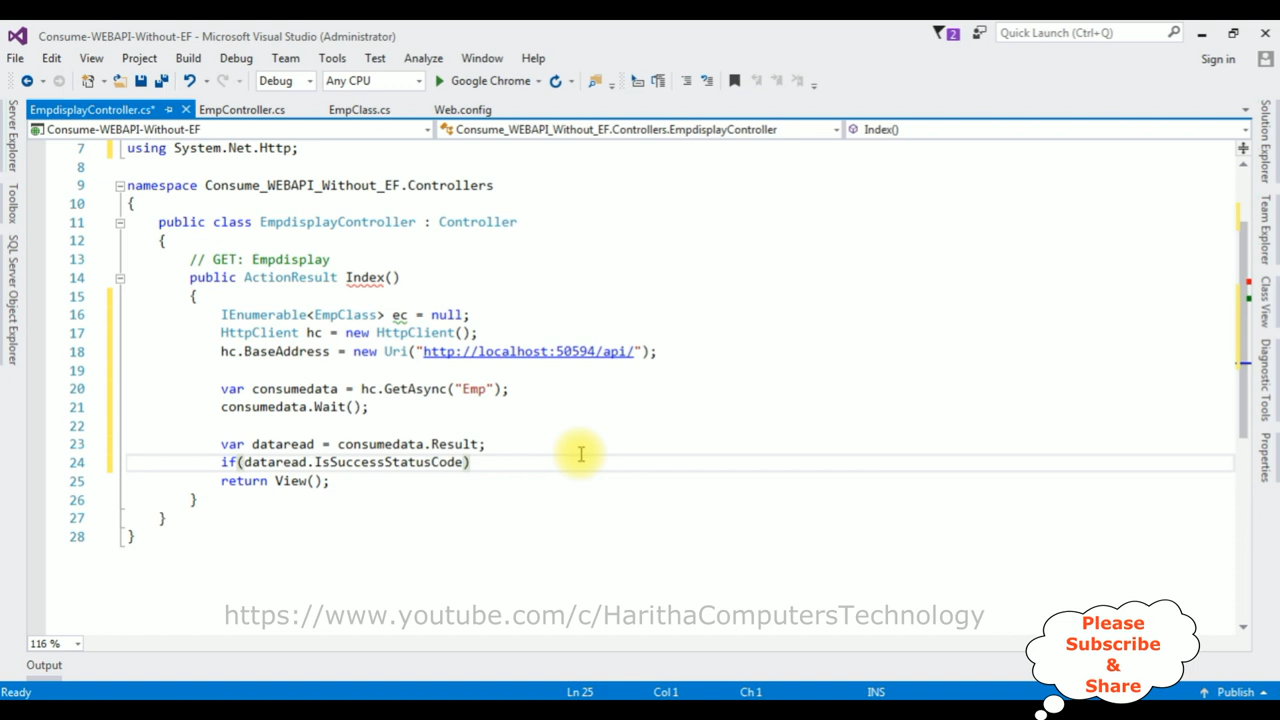 Consume-WEBAPI-Without-EF - Microsoft Visual Studio (Administrator)
2
Quick Launch (Ctrl+Q)
File Edit View Project Build Debug Team Tools Test Analyze Window Help
Sign in
Debug Any CPU Google Chrome
EmpdisplayController.cs* EmpController.cs EmpClass.cs Web.config
Consume-WEBAPI-Without-EF Consume_WEBAPI_Without_EF.Controllers.EmpdisplayController Index()
7 using System.Net.Http;
8
9 namespace Consume_WEBAPI_Without_EF.Controllers
10 {
11 public class EmpdisplayController : Controller
12 {
13 // GET: Empdisplay
14 public ActionResult Index()
15 {
16 IEnumerable<EmpClass> ec = null;
17 HttpClient hc = new HttpClient();
18 hc.BaseAddress = new Uri("http://localhost:50594/api/");
19
20 var consumedata = hc.GetAsync("Emp");
21 consumedata.Wait();
22
23 var dataread = consumedata.Result;
24 if(dataread.IsSuccessStatusCode)
25 return View();
26 }
27 }
28 }
Server Explorer
Toolbox
SQL Server Object Explorer
Solution Explorer
Team Explorer
Class View
Diagnostic Tools
Properties
https://www.youtube.com/c/HarithaComputersTechnology
Please
Subscribe
&
Share
116 %
Output
Ready Ln 25 Col 1 Ch 1 INS Publish